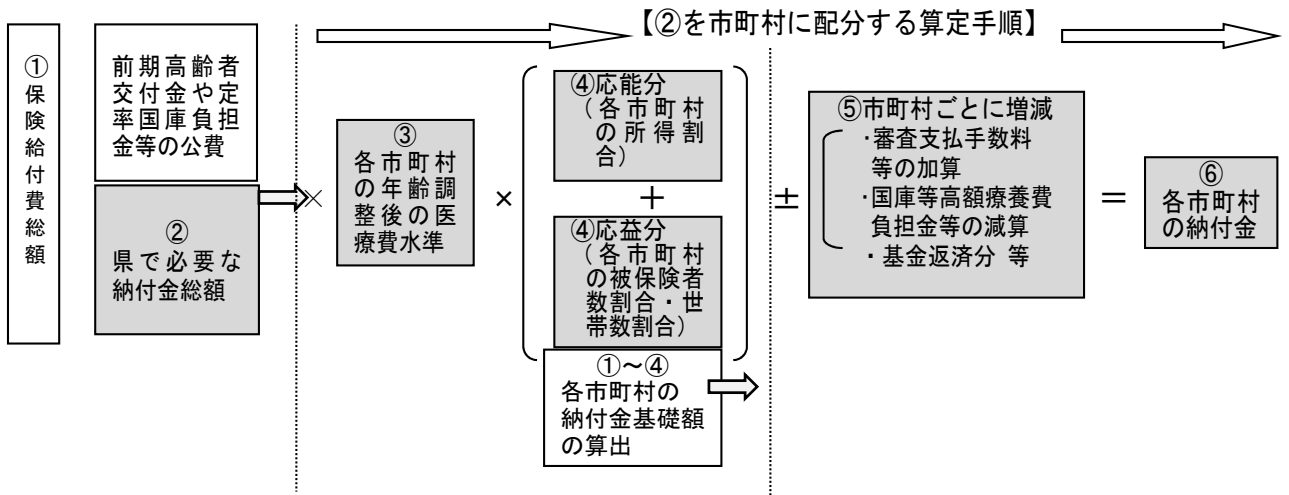 【②を市町村に配分する算定手順】
①
保
険
給
付
費
総
額
前期高齢者
交付金や定
率国庫負担
金等の公費
②
県で必要な
納付金総額
×
③
各市町村
の年齢調
整後の医
療費水準
×
④応能分
(各市町村
の所得割
合)
+
④応益分
(各市町村
の被保険者
数割合・世
帯数割合)
①~④
各市町村の
納付金基礎額
の算出
±
⑤市町村ごとに増減
・審査支払手数料
等の加算
・国庫等高額療養費
負担金等の減算
・基金返済分 等
=
⑥
各市町村
の納付金